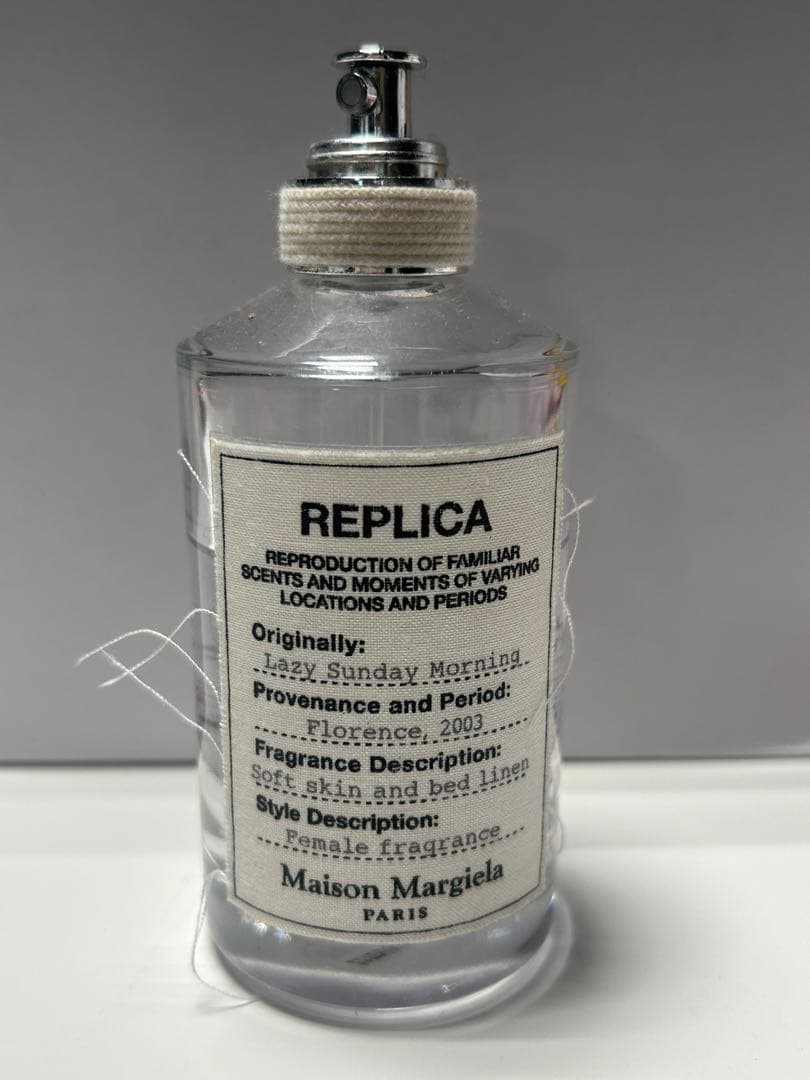 REPLICA
REPRODUCTION OF FAMILIAR
SCENTS AND MOMENTS OF VARYING
LOCATIONS AND PERIODS
Originally:
Lazy Sunday Morning
Provenance and Period:
Florence, 2003
Fragrance Description:
Soft skin and bed linen
Style Description:
Female fragrance
Maison Margiela
PARIS